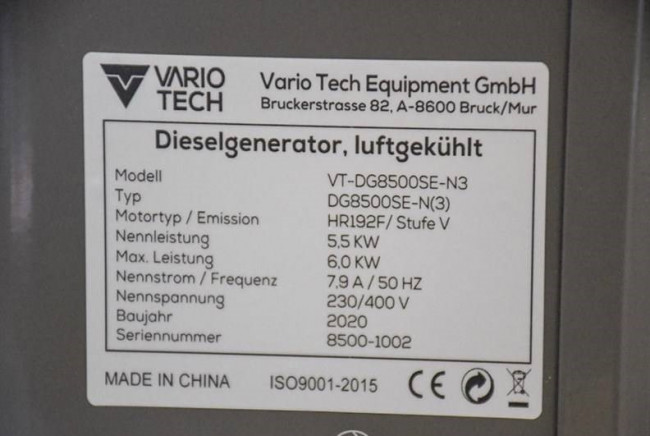 VARIO TECH
Vario Tech Equipment GmbH
Bruckerstrasse 82, A-8600 Bruck/Mur
Dieselgenerator, luftgekühlt
Modell VT-DG8500SE-N3
Typ DG8500SE-N(3)
Motortyp / Emission HR192F/ Stufe V
Nennleistung 5,5 KW
Max. Leistung 6,0 KW
Nennstrom / Frequenz 7,9 A / 50 HZ
Nennspannung 230/400 V
Baujahr 2020
Seriennummer 8500-1002
MADE IN CHINA ISO9001-2015 CE